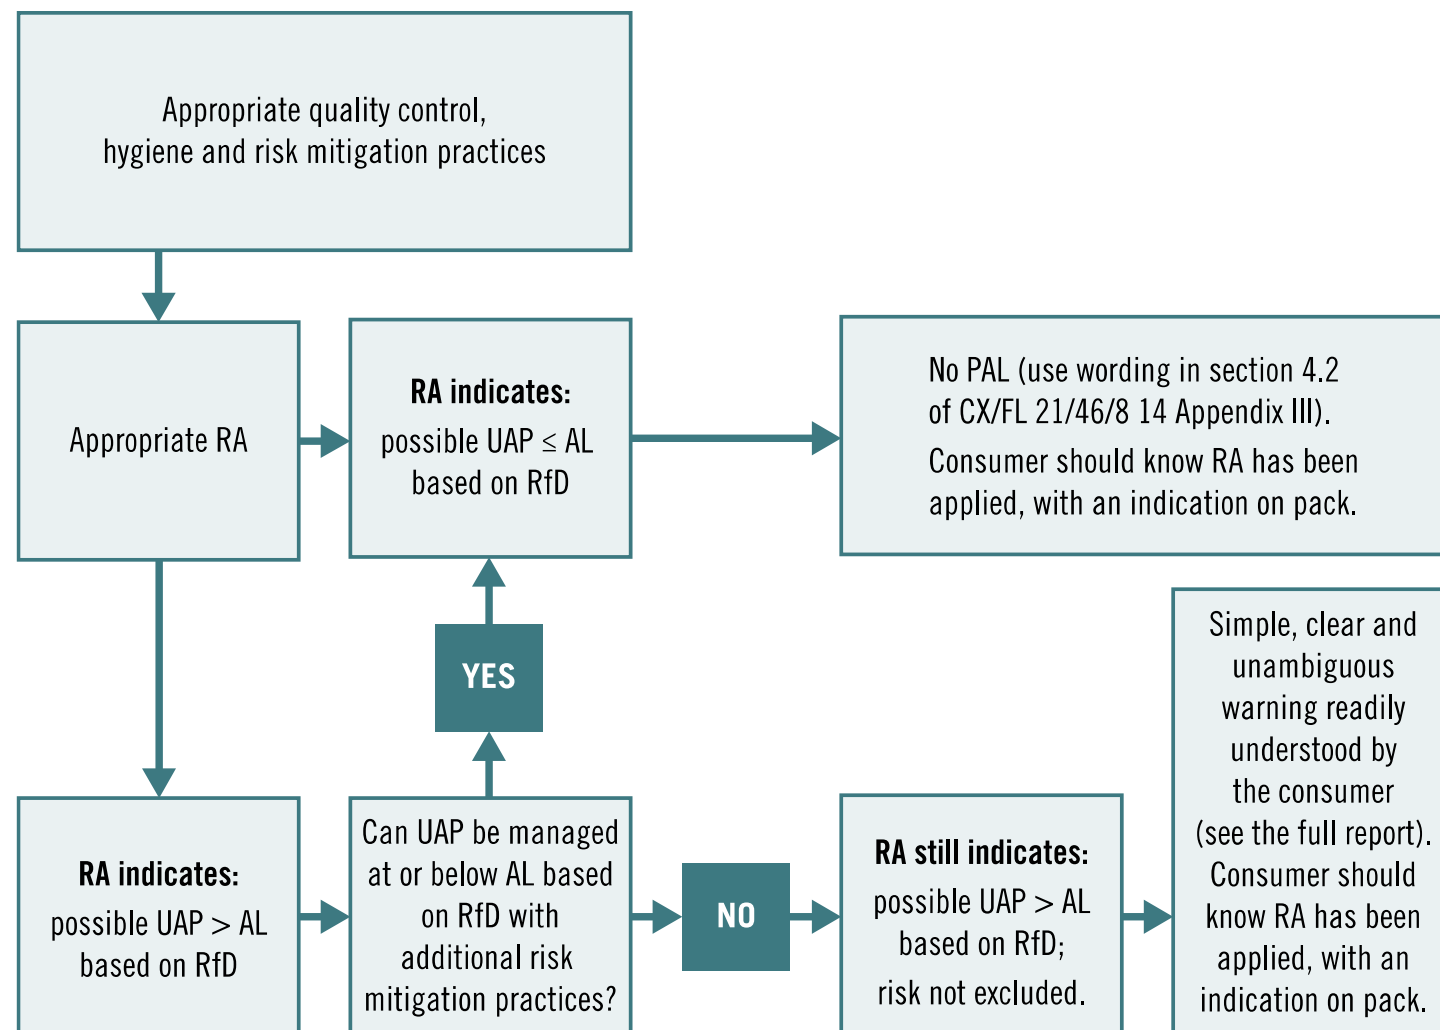 Appropriate quality control,
hygiene and risk mitigation practices
Appropriate RA
RA indicates:
possible UAP ≤ AL
based on RfD
No PAL (use wording in section 4.2
of CX/FL 21/46/8 14 Appendix III).
Consumer should know RA has been
applied, with an indication on pack.
YES
RA indicates:
possible UAP > AL
based on RfD
Can UAP be managed
at or below AL based
on RfD with
additional risk
mitigation practices?
NO
RA still indicates:
possible UAP > AL
based on RfD;
risk not excluded.
Simple, clear and
unambiguous
warning readily
understood by
the consumer
(see the full report).
Consumer should
know RA has been
applied, with an
indication on pack.